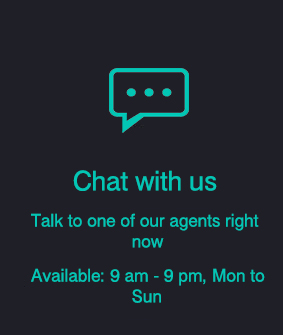 Chat with us
Talk to one of our agents right
now
Available: 9 am - 9 pm, Mon to
Sun